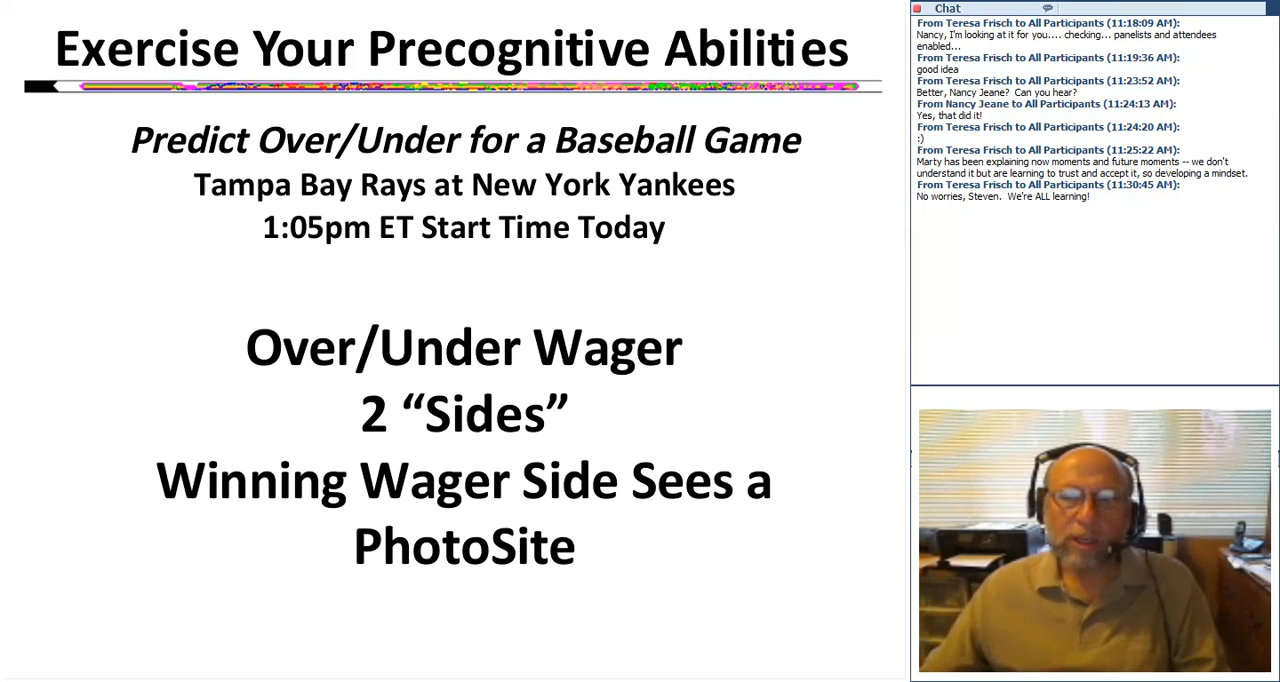 Exercise Your Precognitive Abilities
Predict Over/Under for a Baseball Game
Tampa Bay Rays at New York Yankees
1:05pm ET Start Time Today
Over/Under Wager
2 “Sides”
Winning Wager Side Sees a
PhotoSite
Chat
From Teresa Frisch to All Participants (11:18:09 AM):
Nancy, I'm looking at it for you.... checking... panelists and attendees
enabled...
From Teresa Frisch to All Participants (11:19:36 AM):
good idea
From Teresa Frisch to All Participants (11:23:52 AM):
Better, Nancy Jeane? Can you hear?
From Nancy Jeane to All Participants (11:24:13 AM):
Yes, that did it!
From Teresa Frisch to All Participants (11:24:20 AM):
:)
From Teresa Frisch to All Participants (11:25:22 AM):
Marty has been explaining now moments and future moments -- we don't
understand it but are learning to trust and accept it, so developing a mindset.
From Teresa Frisch to All Participants (11:30:45 AM):
No worries, Steven. We're ALL learning!